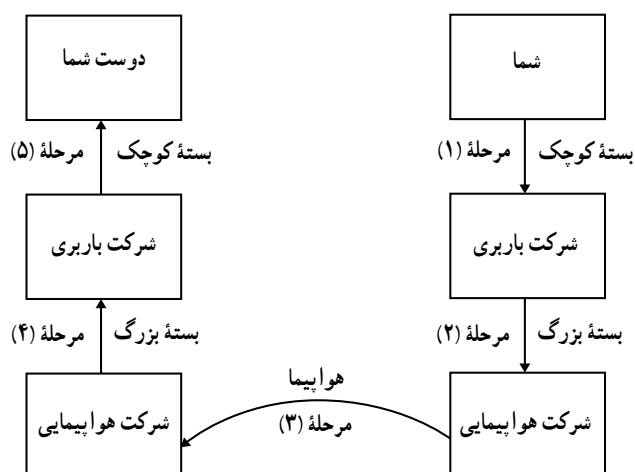 شما
دوست شما
بستهٔ کوچک
مرحلهٔ (۱)
بستهٔ کوچک
مرحلهٔ (۵)
شرکت باربری
شرکت باربری
بستهٔ بزرگ
مرحلهٔ (۲)
بستهٔ بزرگ
مرحلهٔ (۴)
هواپیما
مرحلهٔ (۳)
شرکت هواپیمایی
شرکت هواپیمایی